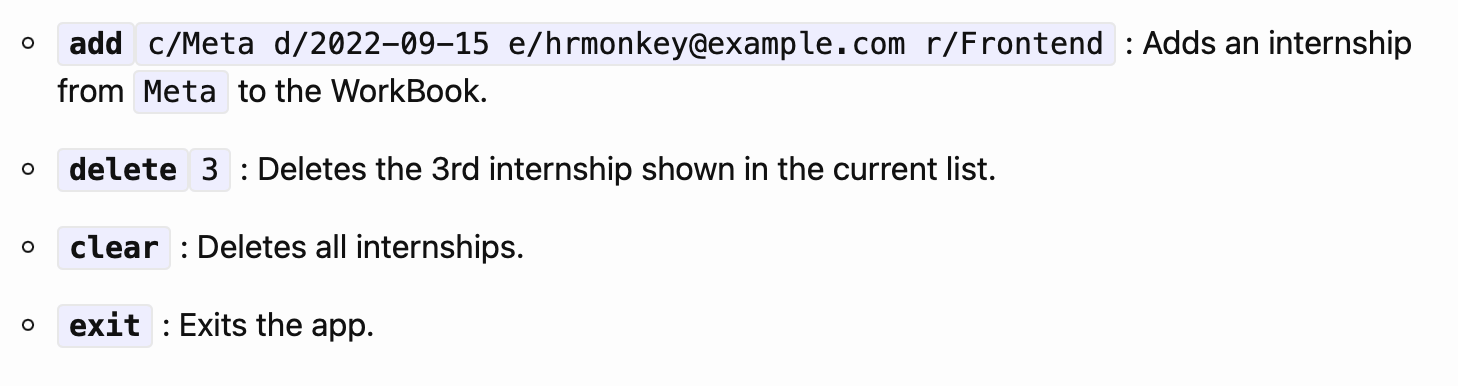 add c/Meta d/2022-09-15 e/hrmonkey@example.com r/Frontend : Adds an internship
from Meta to the WorkBook.
delete 3 : Deletes the 3rd internship shown in the current list.
clear : Deletes all internships.
exit : Exits the app.